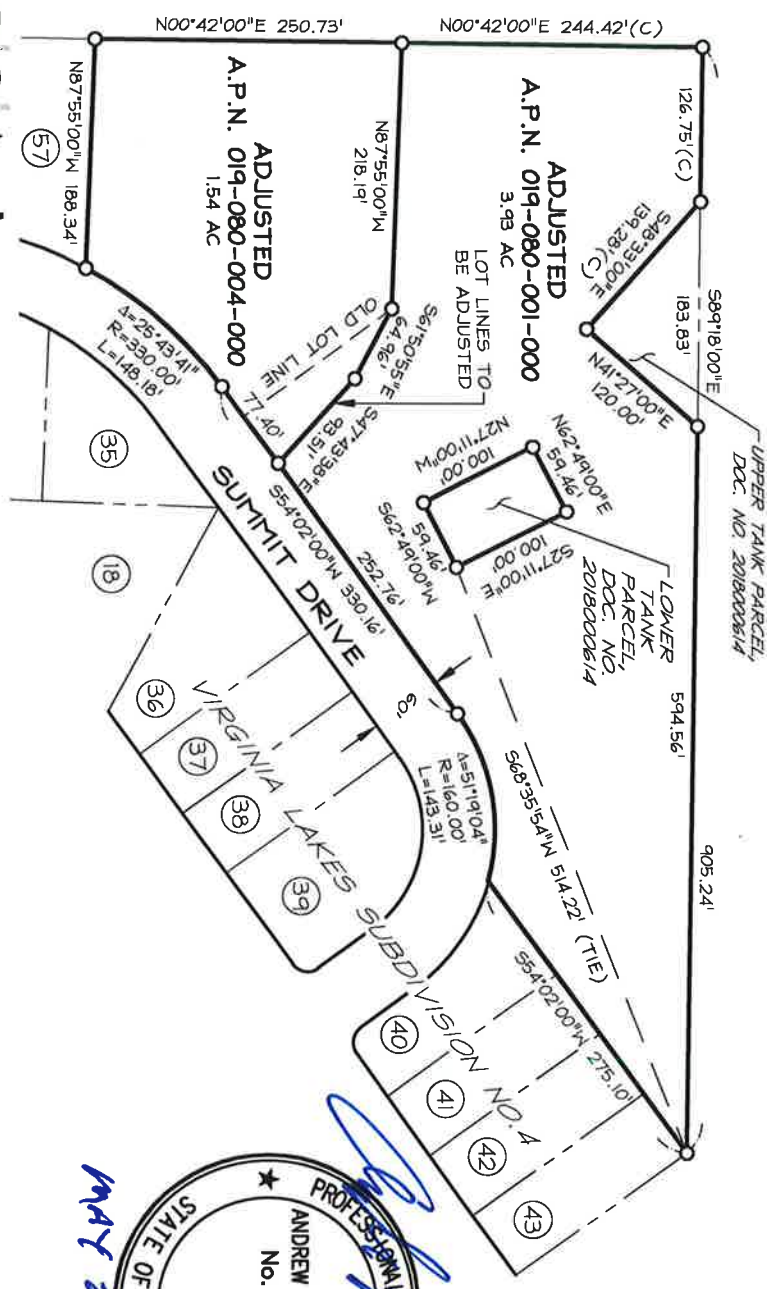 N00°42'00"E 250.73'
N00°42'00"E 244.42'(C)
126.75'(C)
S48°33'00"E
139.28'(C)
S89°18'00"E
183.83'
N41°27'00"E
120.00'
UPPER TANK PARCEL,
DOC. NO. 2018000614
594.56'
905.24'
ADJUSTED
A.P.N. 019-080-001-000
3.93 AC
N87°55'00"W
218.19'
ADJUSTED
A.P.N. 019-080-004-000
1.54 AC
N87°55'00"W 188.34'
57
LOT LINES TO
BE ADJUSTED
OLD LOT LINE
S61°50'55"E
64.96'
S47°43'38"E
93.51'
77.40'
Δ=25°43'41"
R=330.00'
L=148.18'
N62°49'00"E
59.46'
N27°11'00"W
100.00'
S27°11'00"E
100.00'
59.46'
S62°49'00"W
LOWER
TANK
PARCEL,
DOC. NO.
2018000614
252.76'
S54°02'00"W 330.16'
SUMMIT DRIVE
60'
Δ=51°19'04"
R=160.00'
L=143.31'
S68°35'54"W 514.22' (TIE)
S54°02'00"W 275.10'
35
18
36
37
38
39
40
41
42
43
VIRGINIA LAKES SUBDIVISION NO. 4
PROFESSIONAL
ANDREW
No.
STATE OF
MAY